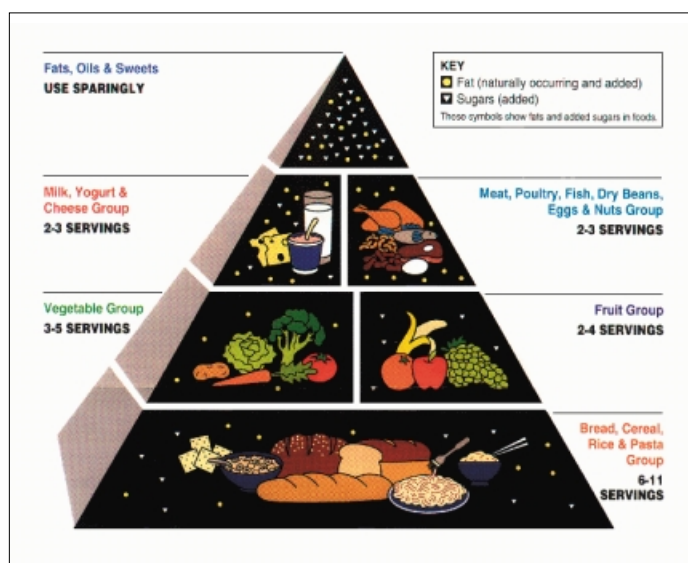 Fats, Oils & Sweets
USE SPARINGLY
KEY
Fat (naturally occurring and added)
Sugars (added)
These symbols show fats and added sugars in foods.
Milk, Yogurt &
Cheese Group
2-3 SERVINGS
Meat, Poultry, Fish, Dry Beans,
Eggs & Nuts Group
2-3 SERVINGS
Vegetable Group
3-5 SERVINGS
Fruit Group
2-4 SERVINGS
Bread, Cereal,
Rice & Pasta
Group
6-11
SERVINGS